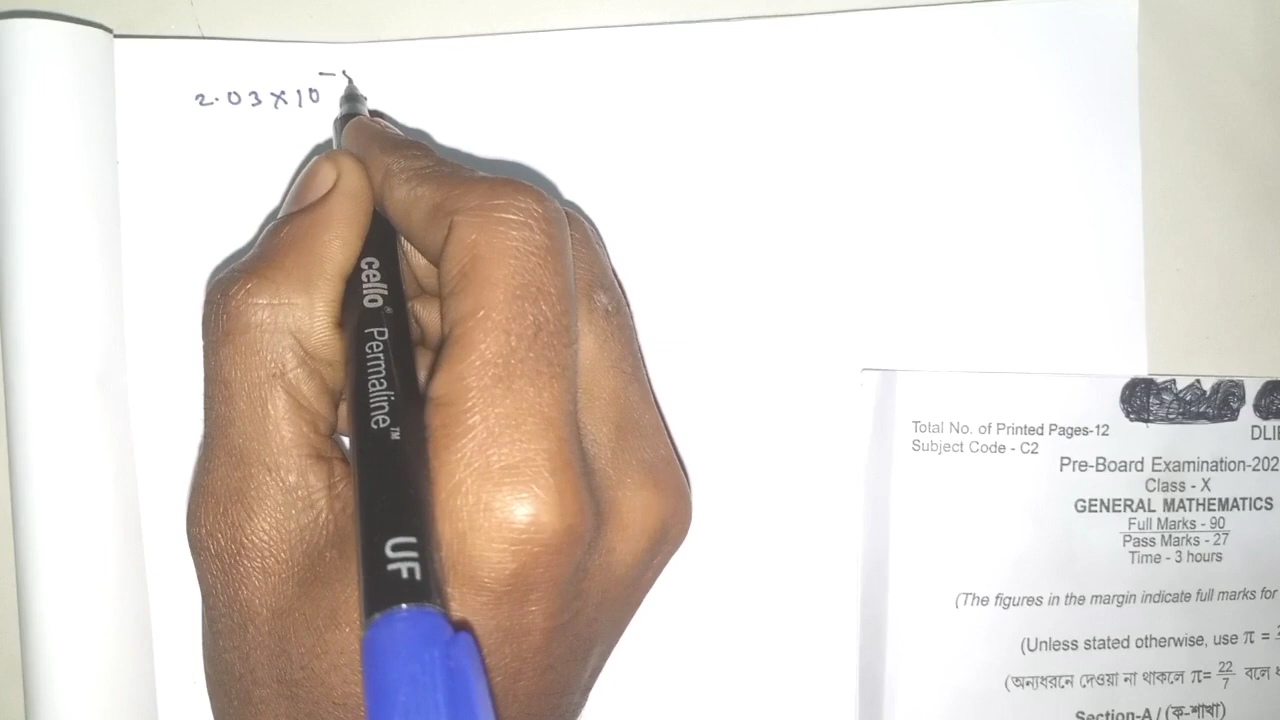 2.03×10⁻
cello® Permaline™
UF
Total No. of Printed Pages-12
Subject Code - C2
Pre-Board Examination-202
Class - X
GENERAL MATHEMATICS
Full Marks - 90
Pass Marks - 27
Time - 3 hours
(The figures in the margin indicate full marks for
(Unless stated otherwise, use π =
(অন্যধরনে দেওয়া না থাকলে π= 22/7 বলে
Section-A / (ক-শাখা)